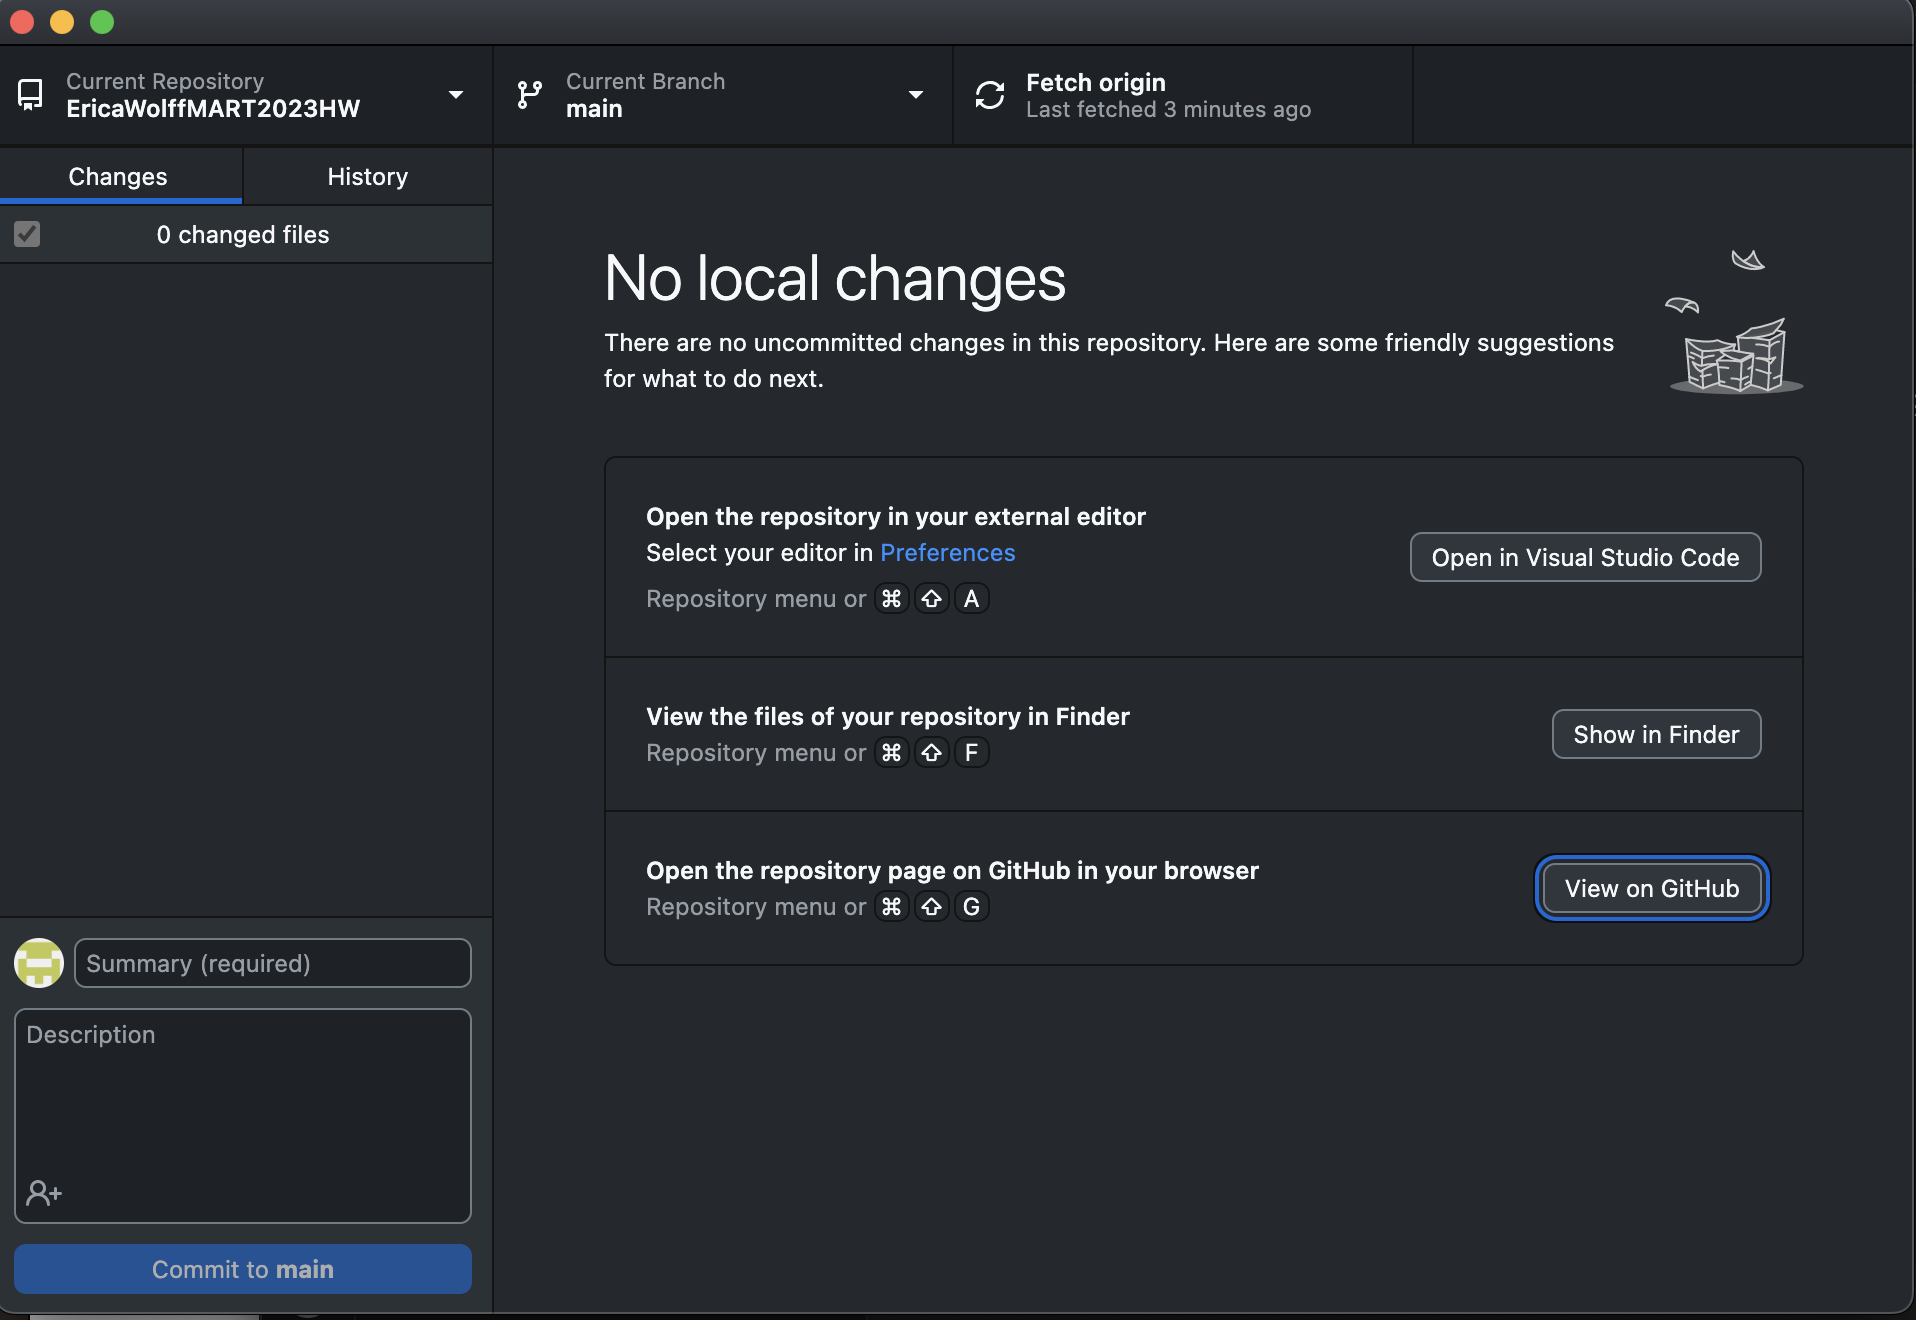 Current Repository
EricaWolffMART2023HW
Current Branch
main
Fetch origin
Last fetched 3 minutes ago
Changes
History
0 changed files
No local changes
There are no uncommitted changes in this repository. Here are some friendly suggestions
for what to do next.
Open the repository in your external editor
Select your editor in Preferences
Repository menu or ⌘ ⇧ A
Open in Visual Studio Code
View the files of your repository in Finder
Repository menu or ⌘ ⇧ F
Show in Finder
Open the repository page on GitHub in your browser
Repository menu or ⌘ ⇧ G
View on GitHub
Summary (required)
Description
Commit to main